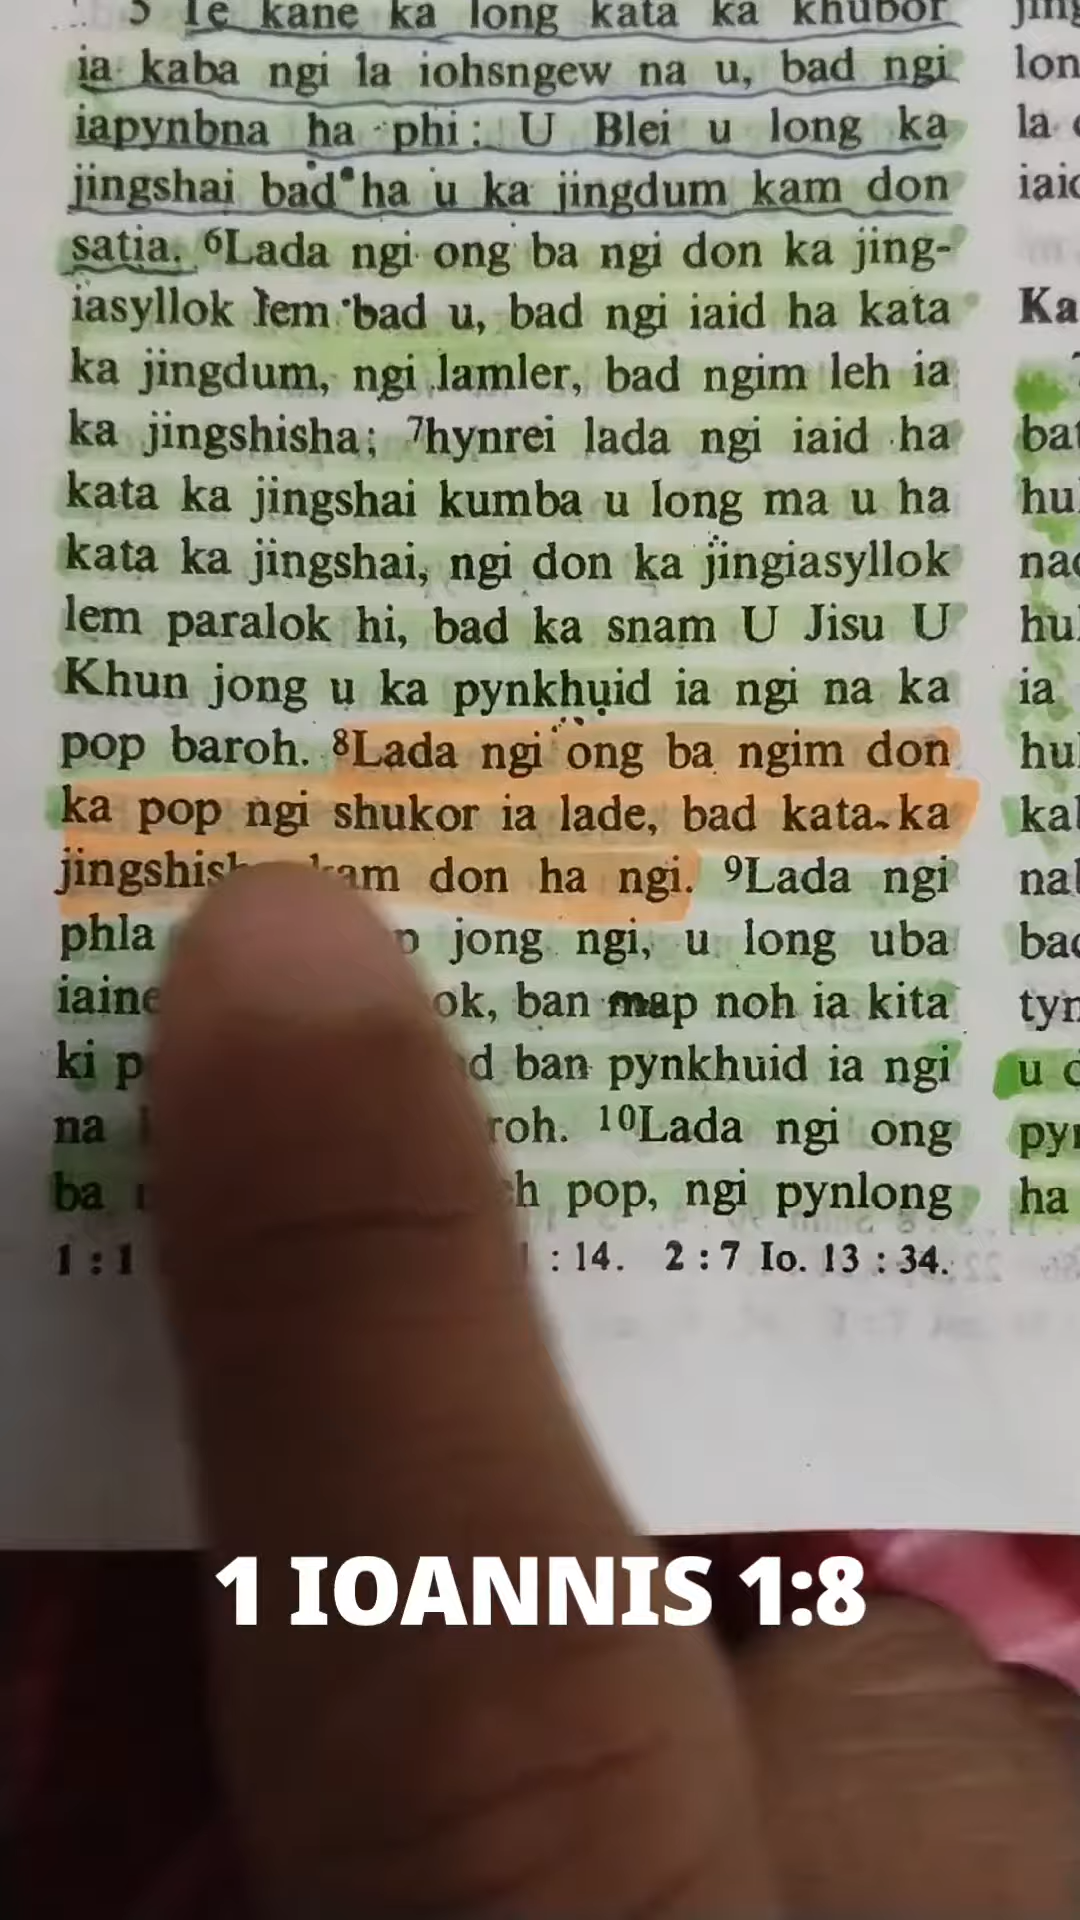 5 Te kane ka long kata ka khubor
ia kaba ngi la iohsngew na u, bad ngi
iapynbna ha phi: U Blei u long ka
jingshai bad ha u ka jingdum kam don
satia. 6Lada ngi ong ba ngi don ka jing-
iasyllok lem bad u, bad ngi iaid ha kata
ka jingdum, ngi lamler, bad ngim leh ia
ka jingshisha; 7hynrei lada ngi iaid ha
kata ka jingshai kumba u long ma u ha
kata ka jingshai, ngi don ka jingiasyllok
lem paralok hi, bad ka snam U Jisu U
Khun jong u ka pynkhuid ia ngi na ka
pop baroh. 8Lada ngi ong ba ngim don
ka pop ngi shukor ia lade, bad kata ka
kam don ha ngi. 9Lada ngi
phla jong ngi, u long uba
ban map noh ia kita
ki ban pynkhuid ia ngi
na 10Lada ngi ong
ba pop, ngi pynlong
1 : 1 : 14. 2 : 7 Io. 13 : 34.
la
Ka
ia
u
ha
1 IOANNIS 1:8